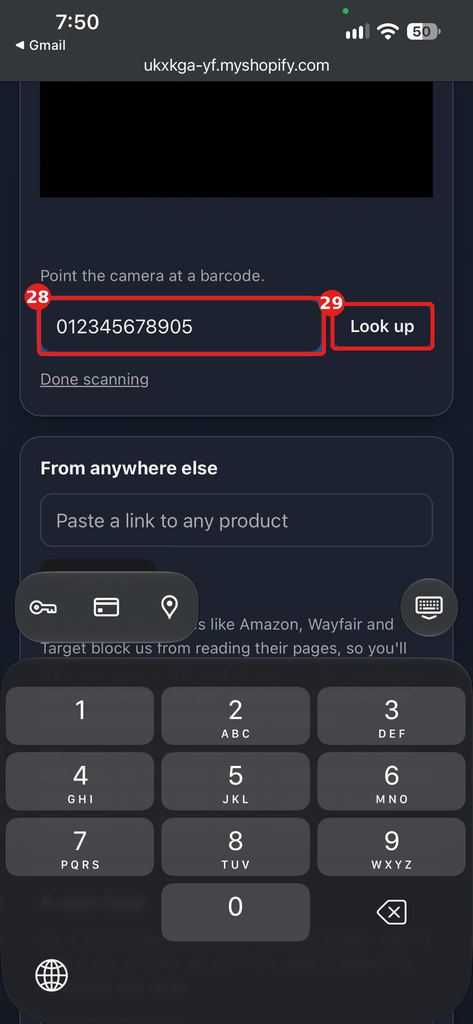 7:50
50
◀ Gmail
ukxkga-yf.myshopify.com
Point the camera at a barcode.
28
29
012345678905
Look up
Done scanning
From anywhere else
Paste a link to any product
like Amazon, Wayfair and
Target block us from reading their pages, so you'll
1
2
ABC
3
DEF
4
GHI
5
JKL
6
MNO
7
PQRS
8
TUV
9
WXYZ
0